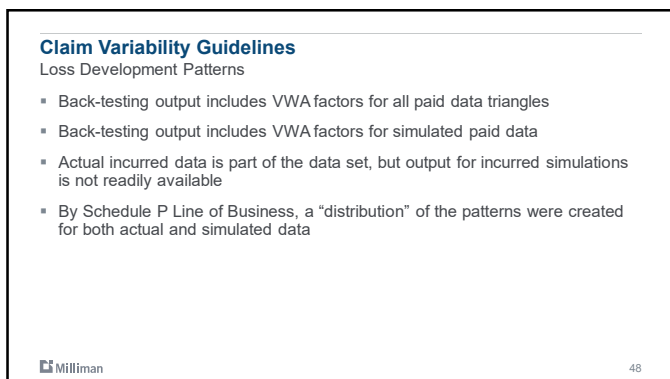 Claim Variability Guidelines
Loss Development Patterns
▪ Back-testing output includes VWA factors for all paid data triangles
▪ Back-testing output includes VWA factors for simulated paid data
▪ Actual incurred data is part of the data set, but output for incurred simulations
is not readily available
▪ By Schedule P Line of Business, a “distribution” of the patterns were created
for both actual and simulated data
Milliman
48